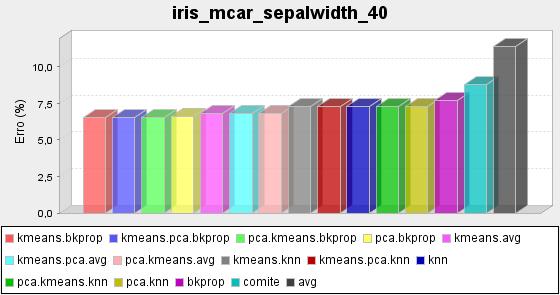 iris_mcar_sepalwidth_40
Erro (%)
10,0
7,5
5,0
2,5
0,0
kmeans.bkprop kmeans.pca.bkprop pca.kmeans.bkprop pca.bkprop kmeans.avg
kmeans.pca.avg pca.kmeans.avg kmeans.knn kmeans.pca.knn knn
pca.kmeans.knn pca.knn bkprop comite avg